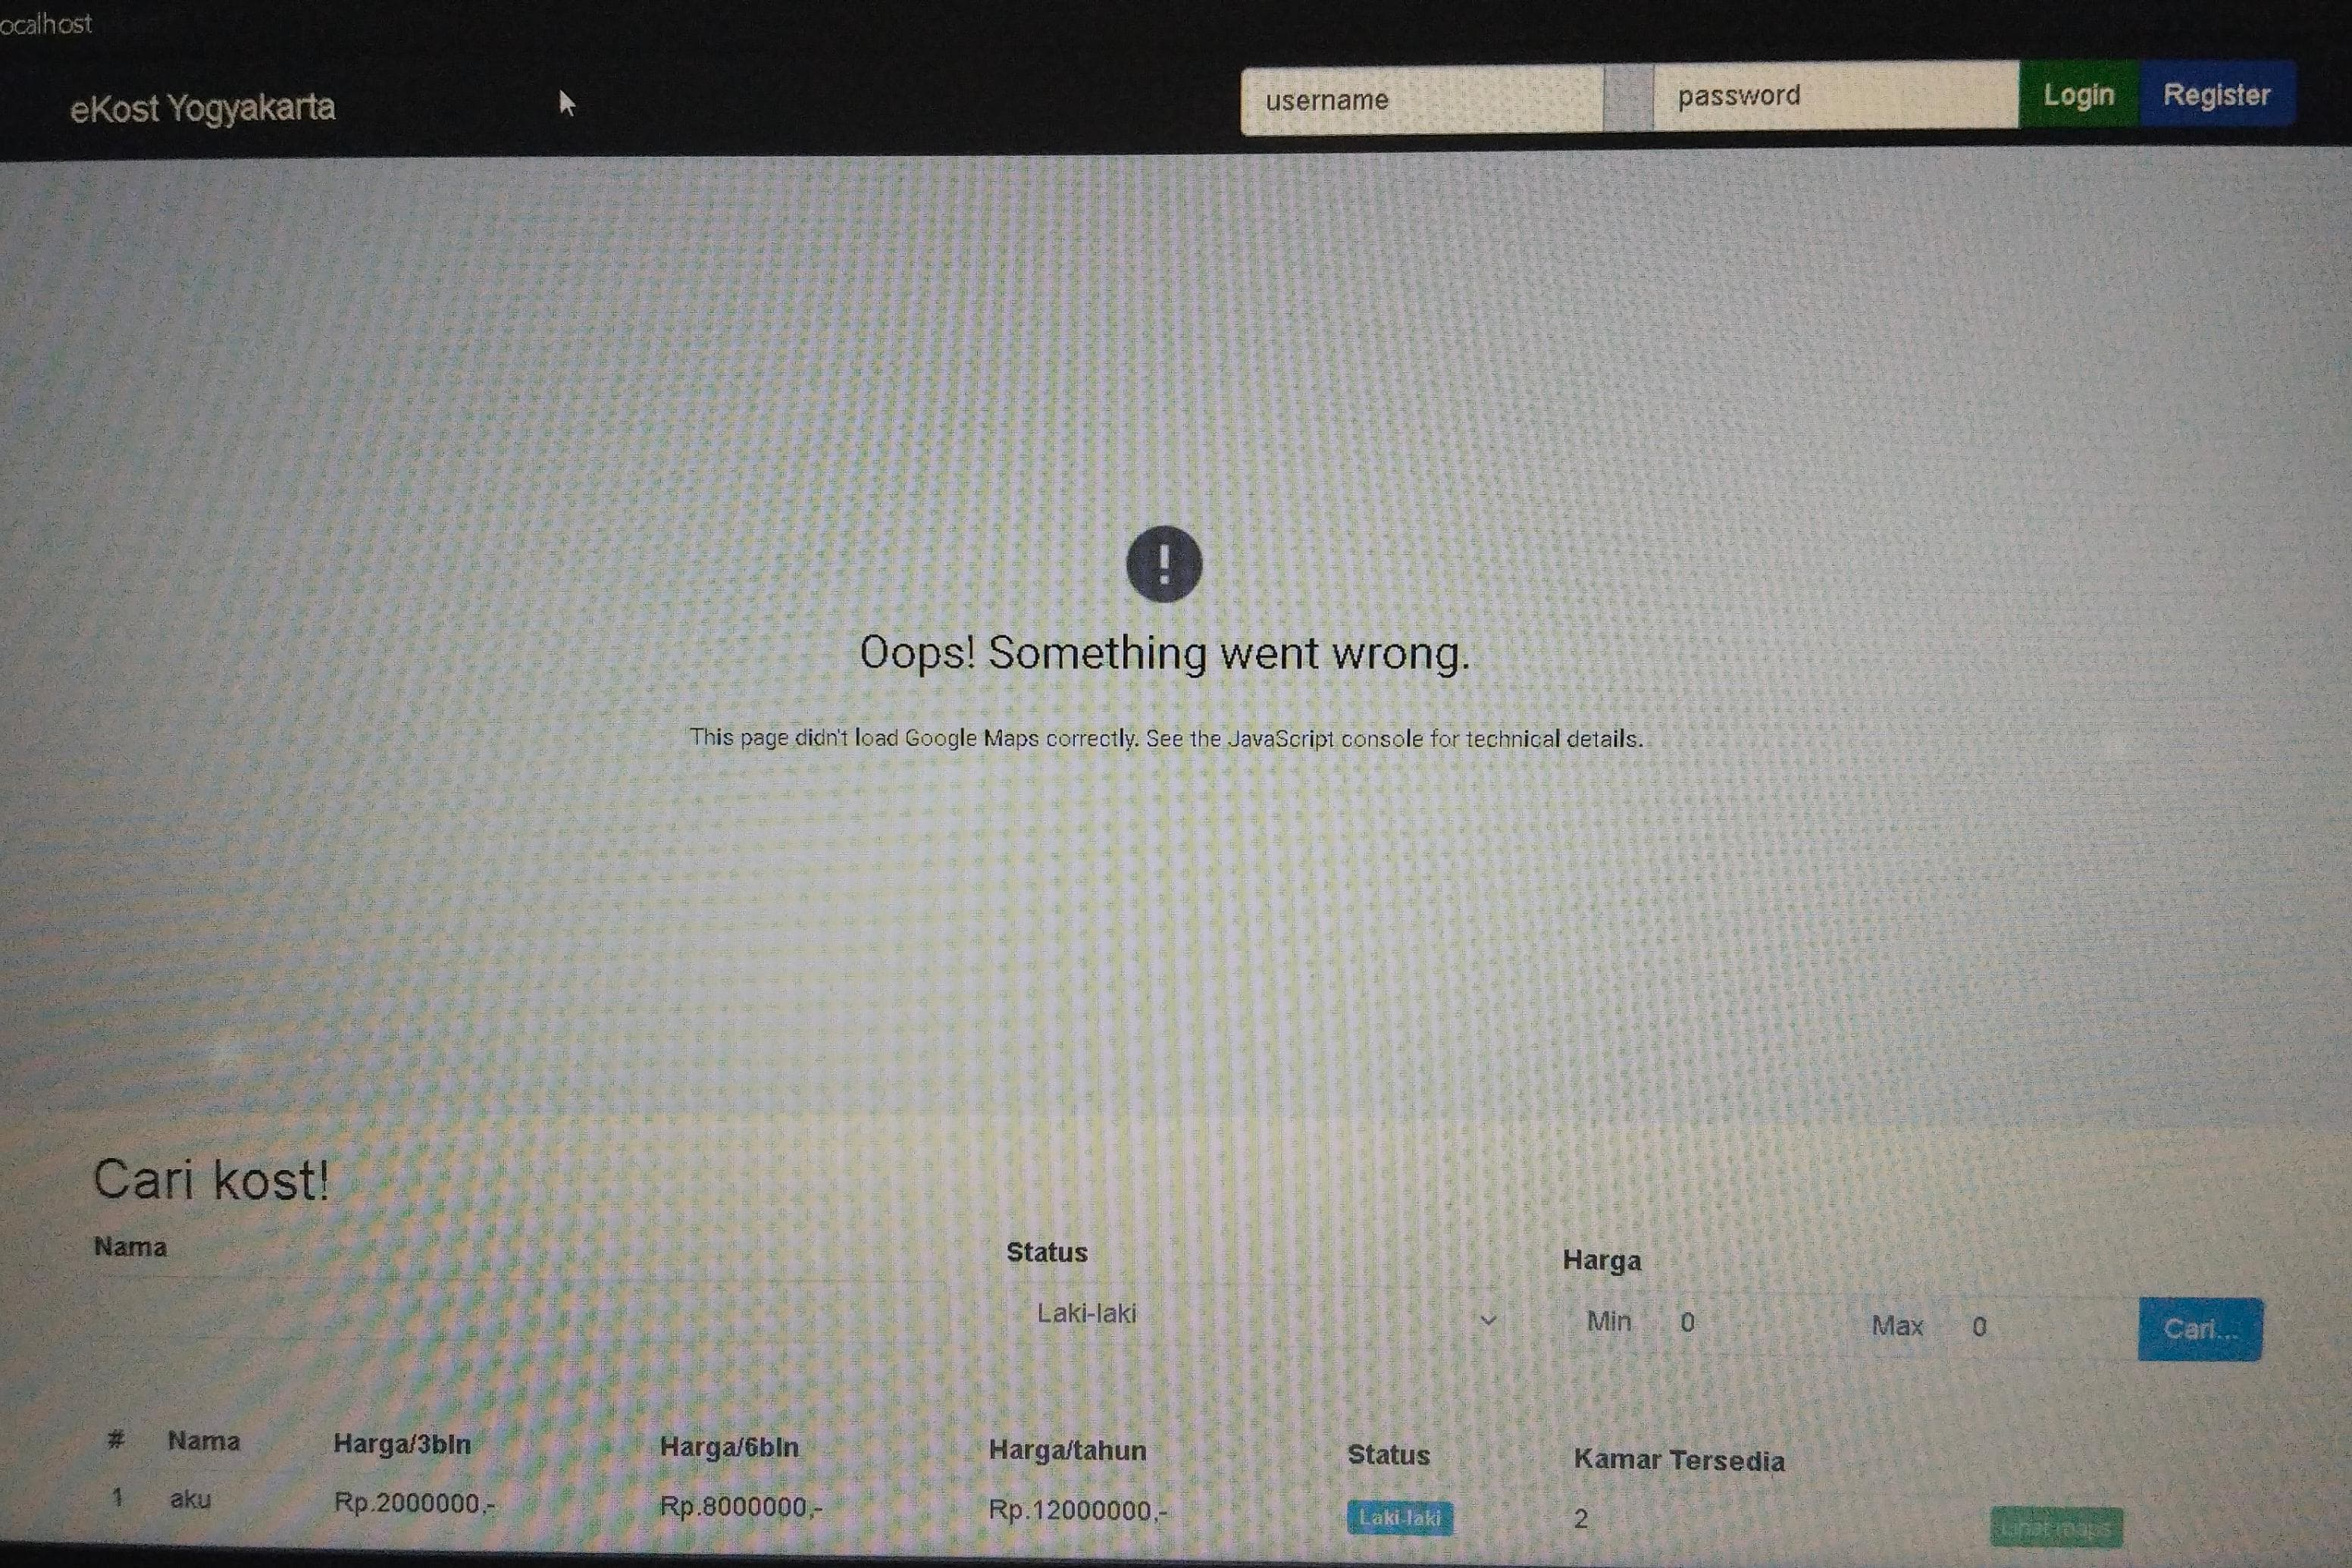 ocalhost
eKost Yogyakarta
username password Login Register
!
Oops! Something went wrong.
This page didn't load Google Maps correctly. See the JavaScript console for technical details.
Cari kost!
Nama Status Harga
Laki-laki Min 0 Max 0 Cari...
# Nama Harga/3bln Harga/6bln Harga/tahun Status Kamar Tersedia
1 aku Rp.2000000,- Rp.8000000,- Rp.12000000,- Laki-laki 2 Lihat maps